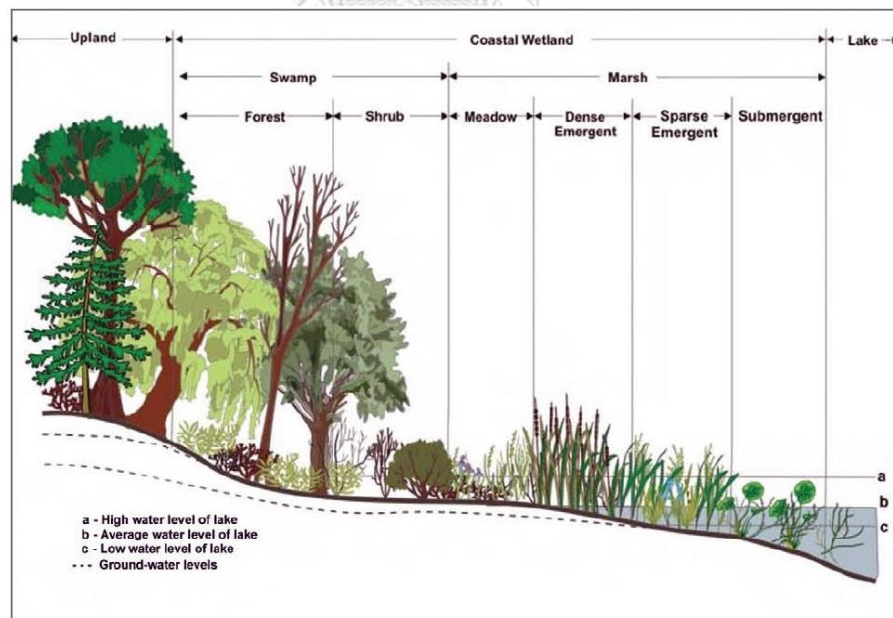 Upland
Coastal Wetland
Lake
Swamp
Marsh
Forest
Shrub
Meadow
Dense
Emergent
Sparse
Emergent
Submergent
a
b
c
a - High water level of lake
b - Average water level of lake
c - Low water level of lake
Ground-water levels